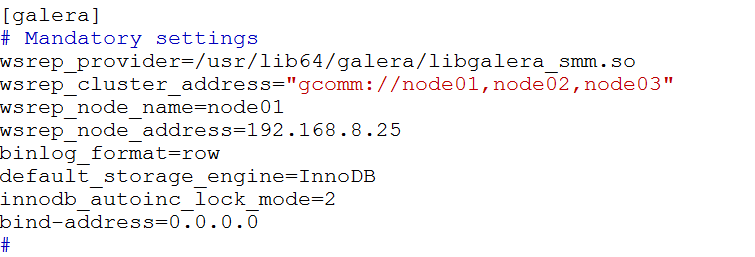 [galera]
# Mandatory settings
wsrep_provider=/usr/lib64/galera/libgalera_smm.so
wsrep_cluster_address="gcomm://node01,node02,node03"
wsrep_node_name=node01
wsrep_node_address=192.168.8.25
binlog_format=row
default_storage_engine=InnoDB
innodb_autoinc_lock_mode=2
bind-address=0.0.0.0
#